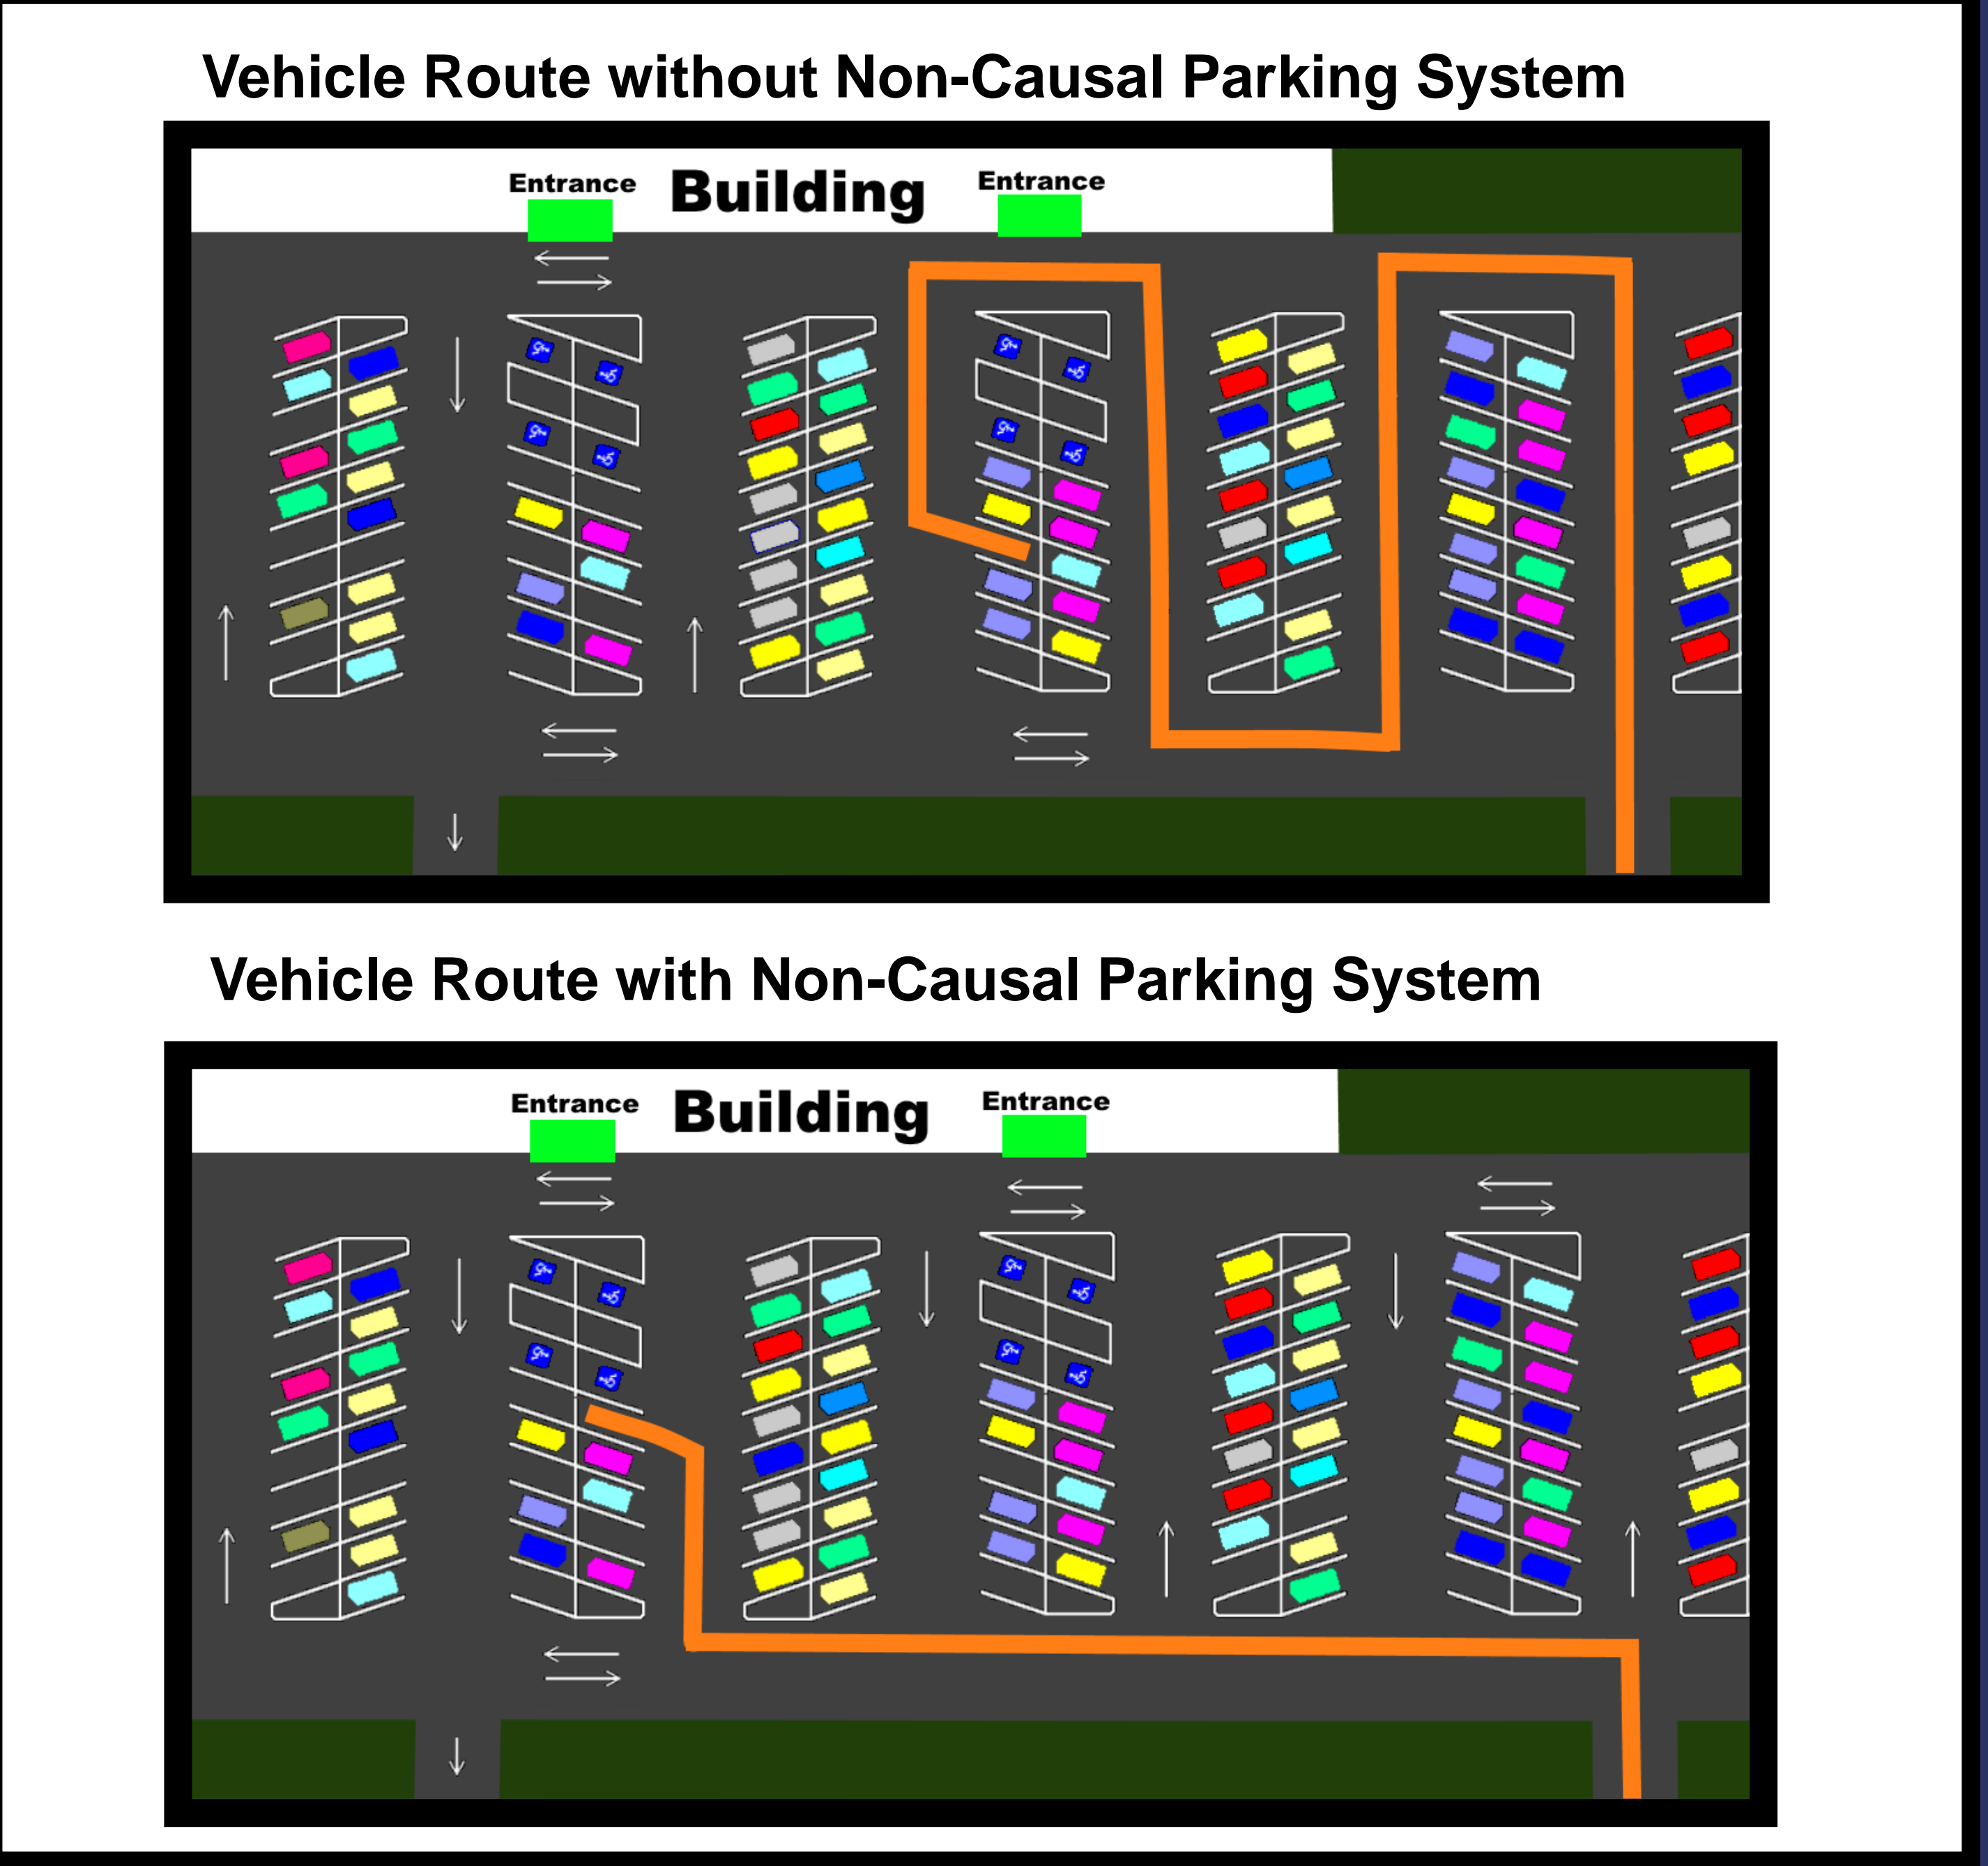 Vehicle Route without Non-Causal Parking System
Entrance Building Entrance
Vehicle Route with Non-Causal Parking System
Entrance Building Entrance